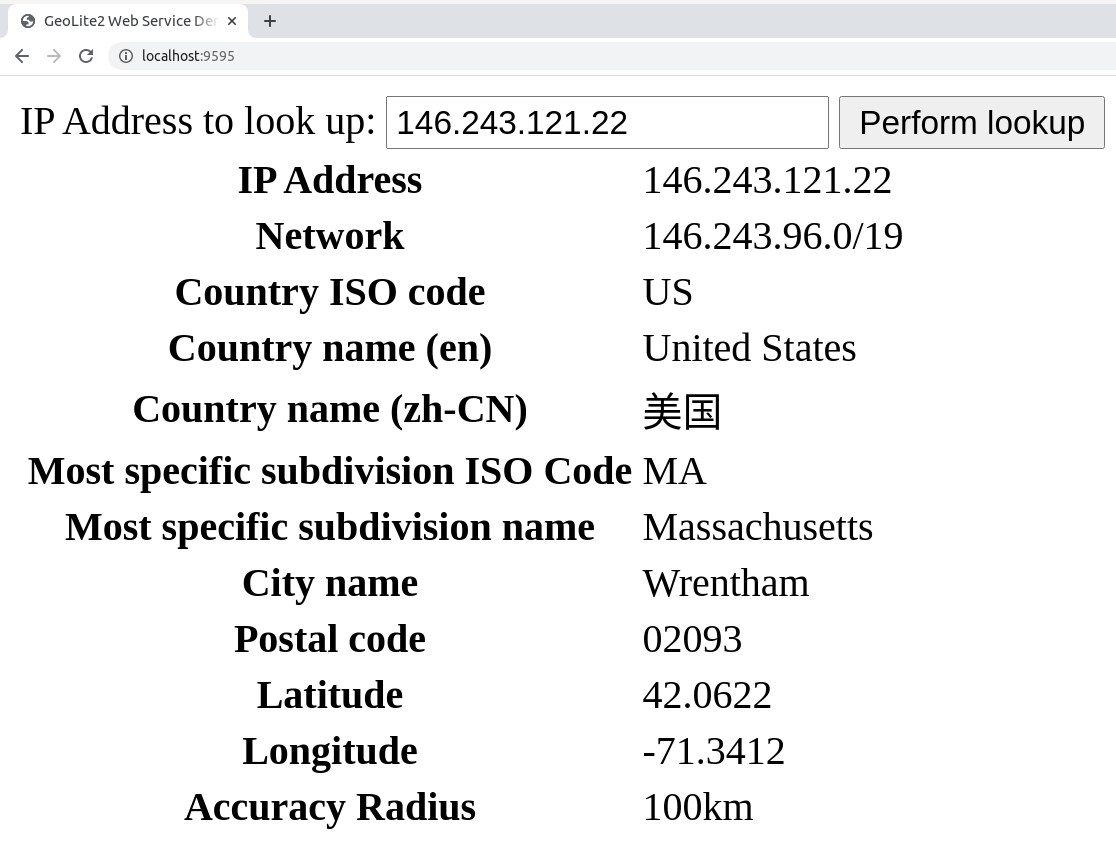 GeoLite2 Web Service De
localhost:9595
IP Address to look up: 146.243.121.22 Perform lookup
IP Address 146.243.121.22
Network 146.243.96.0/19
Country ISO code US
Country name (en) United States
Country name (zh-CN) 美国
Most specific subdivision ISO Code MA
Most specific subdivision name Massachusetts
City name Wrentham
Postal code 02093
Latitude 42.0622
Longitude -71.3412
Accuracy Radius 100km